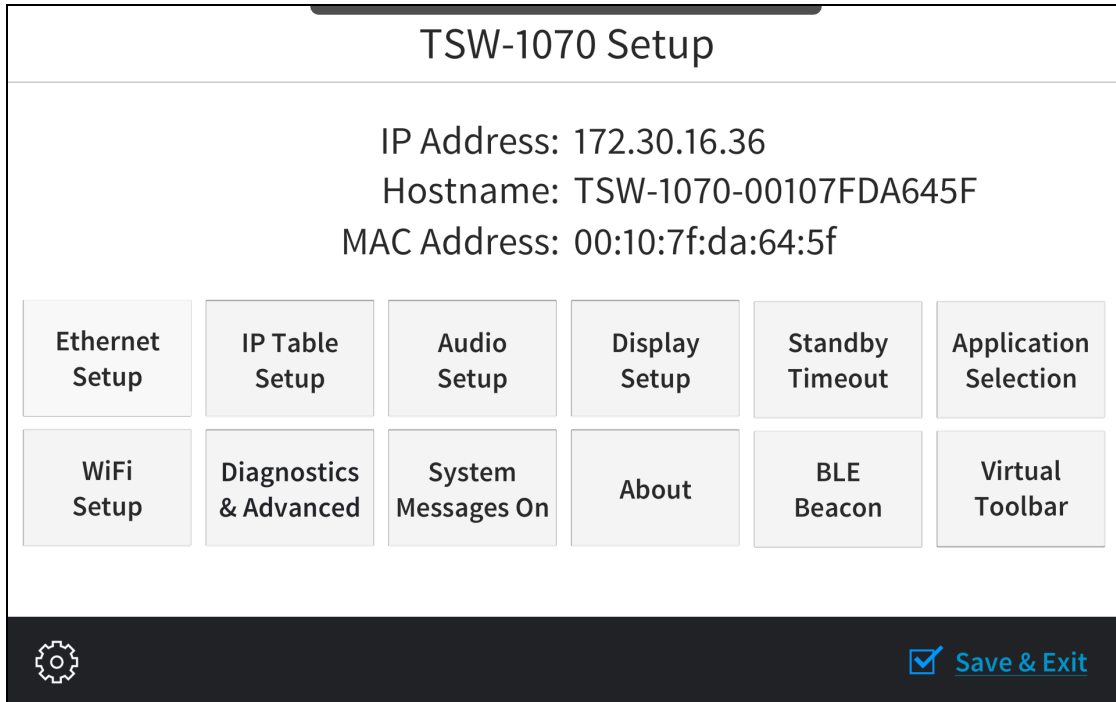 TSW-1070 Setup
IP Address: 172.30.16.36
Hostname: TSW-1070-00107FDA645F
MAC Address: 00:10:7f:da:64:5f
Ethernet
Setup
IP Table
Setup
Audio
Setup
Display
Setup
Standby
Timeout
Application
Selection
WiFi
Setup
Diagnostics
& Advanced
System
Messages On
About
BLE
Beacon
Virtual
Toolbar
Save & Exit